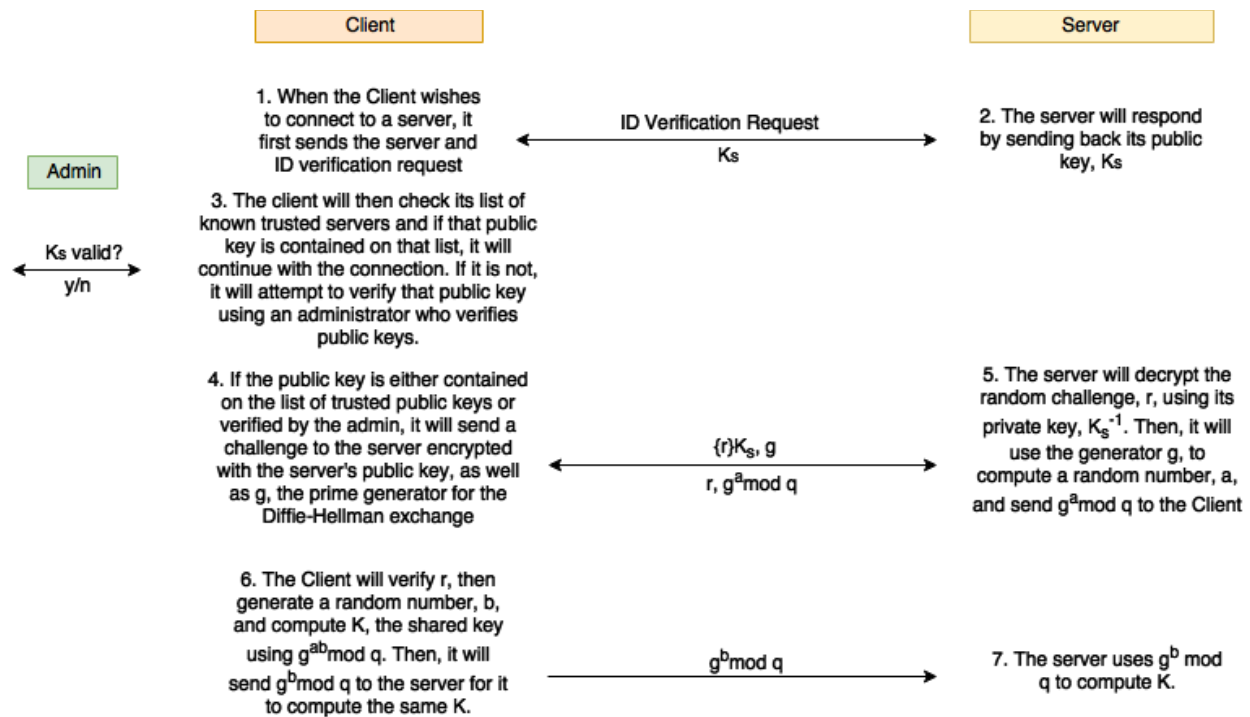 Client
Server
1. When the Client wishes
to connect to a server, it
first sends the server and
ID verification request
ID Verification Request
Ks
2. The server will respond
by sending back its public
key, Ks
Admin
Ks valid?
y/n
3. The client will then check its list of
known trusted servers and if that public
key is contained on that list, it will
continue with the connection. If it is not,
it will attempt to verify that public key
using an administrator who verifies
public keys.
4. If the public key is either contained
on the list of trusted public keys or
verified by the admin, it will send a
challenge to the server encrypted
with the server's public key, as well
as g, the prime generator for the
Diffie-Hellman exchange
{r}Kₛ, g
r, gᵃmod q
5. The server will decrypt the
random challenge, r, using its
private key, Kₛ⁻¹. Then, it will
use the generator g, to
compute a random number, a,
and send gᵃmod q to the Client
6. The Client will verify r, then
generate a random number, b,
and compute K, the shared key
using gᵃᵇmod q. Then, it will
send gᵇmod q to the server for it
to compute the same K.
gᵇmod q
7. The server uses gᵇ mod
q to compute K.